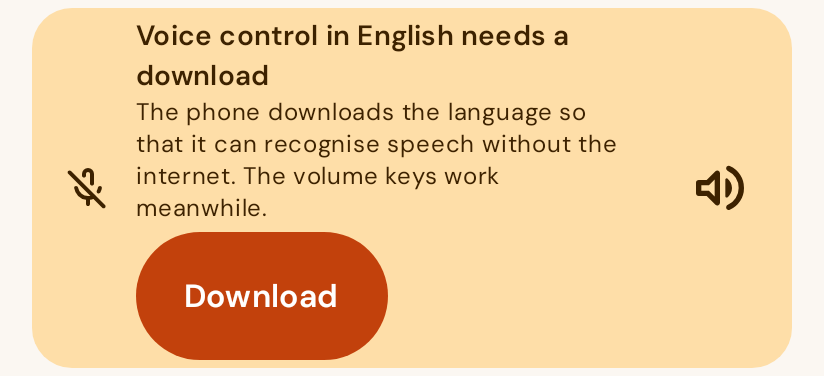 Voice control in English needs a
download
The phone downloads the language so
that it can recognise speech without the
internet. The volume keys work
meanwhile.
Download